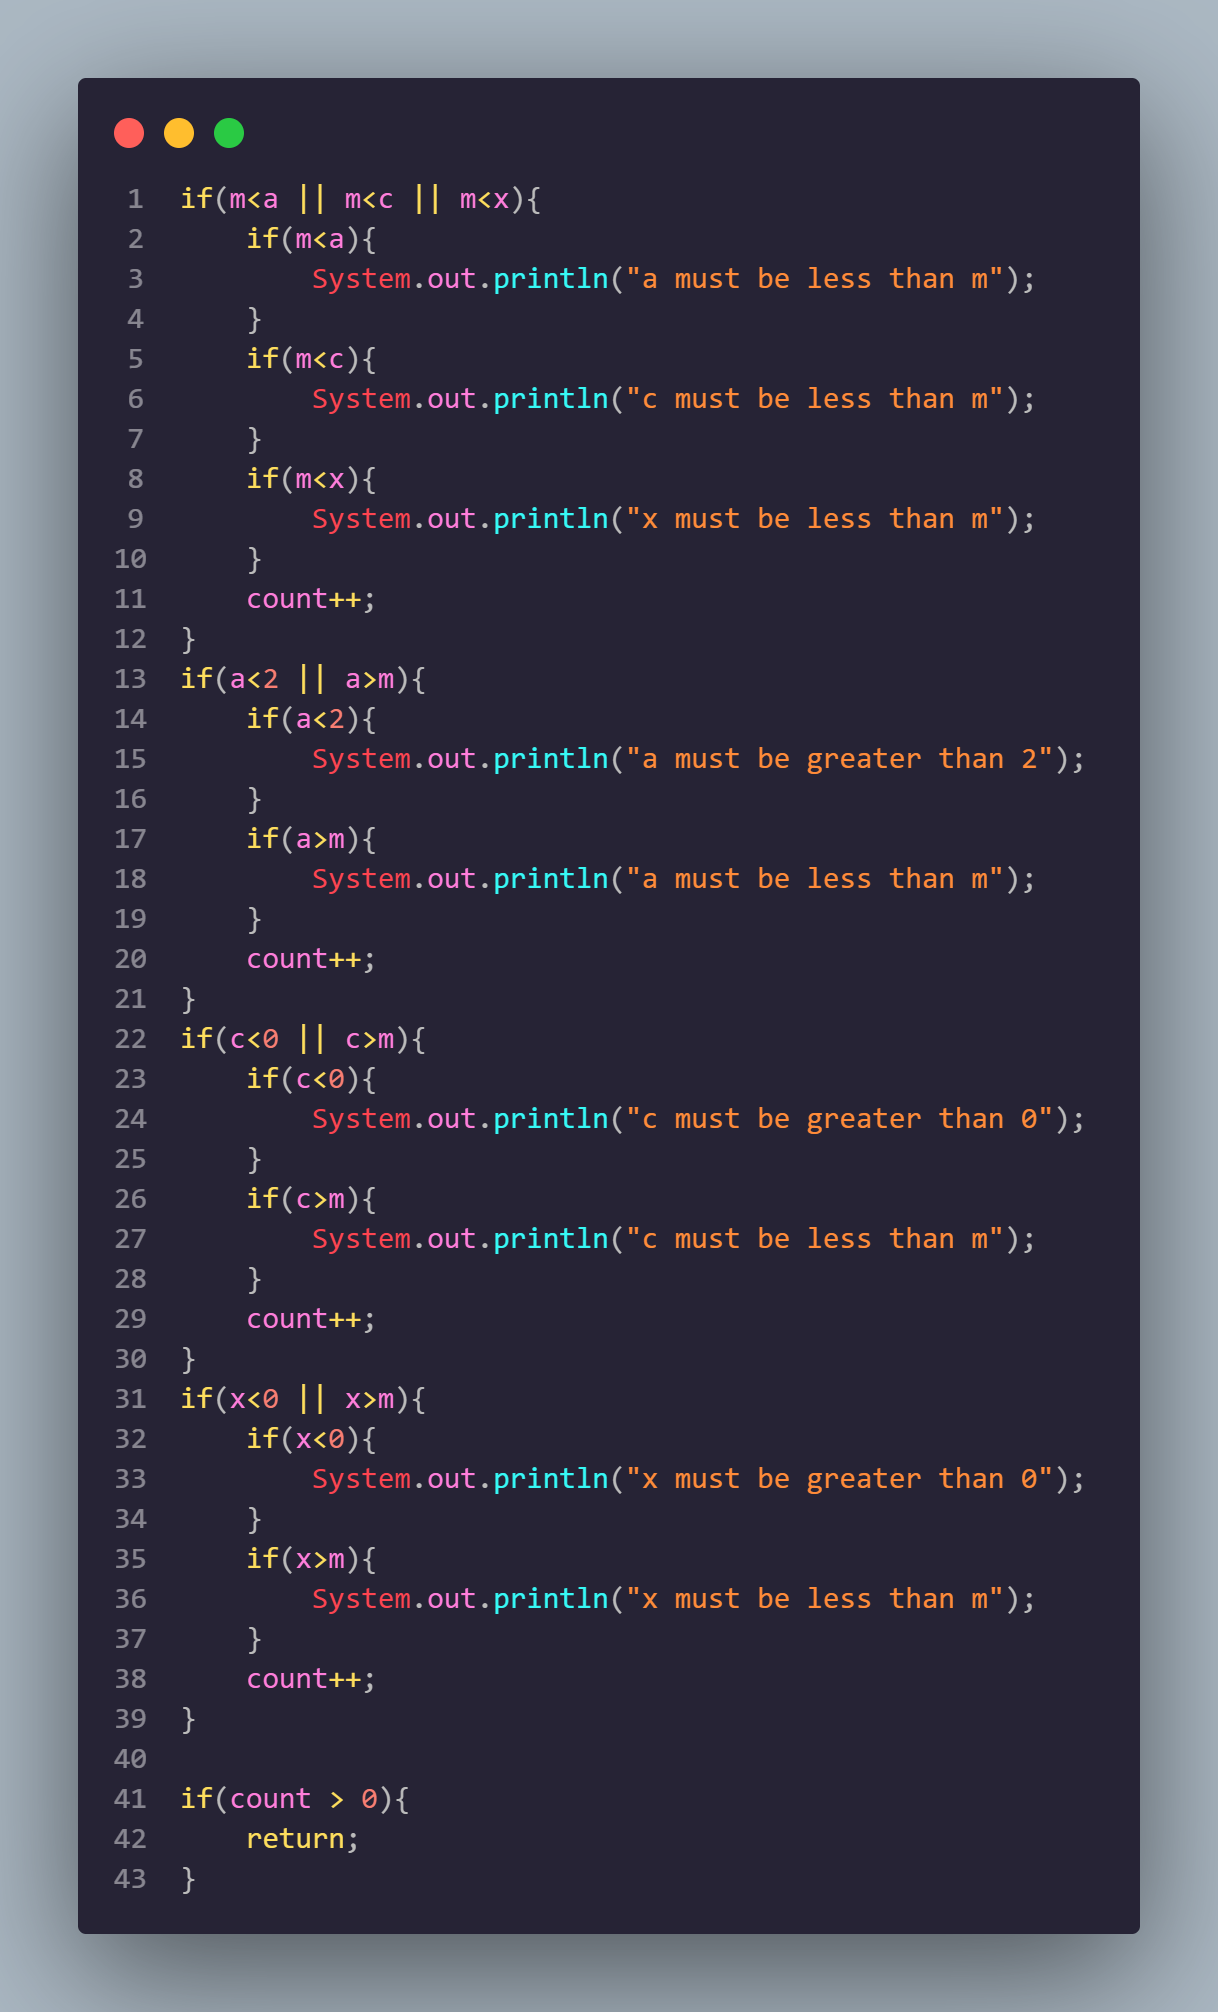 1 if(m<a || m<c || m<x){
2     if(m<a){
3         System.out.println("a must be less than m");
4     }
5     if(m<c){
6         System.out.println("c must be less than m");
7     }
8     if(m<x){
9         System.out.println("x must be less than m");
10     }
11     count++;
12 }
13 if(a<2 || a>m){
14     if(a<2){
15         System.out.println("a must be greater than 2");
16     }
17     if(a>m){
18         System.out.println("a must be less than m");
19     }
20     count++;
21 }
22 if(c<0 || c>m){
23     if(c<0){
24         System.out.println("c must be greater than 0");
25     }
26     if(c>m){
27         System.out.println("c must be less than m");
28     }
29     count++;
30 }
31 if(x<0 || x>m){
32     if(x<0){
33         System.out.println("x must be greater than 0");
34     }
35     if(x>m){
36         System.out.println("x must be less than m");
37     }
38     count++;
39 }
40
41 if(count > 0){
42     return;
43 }